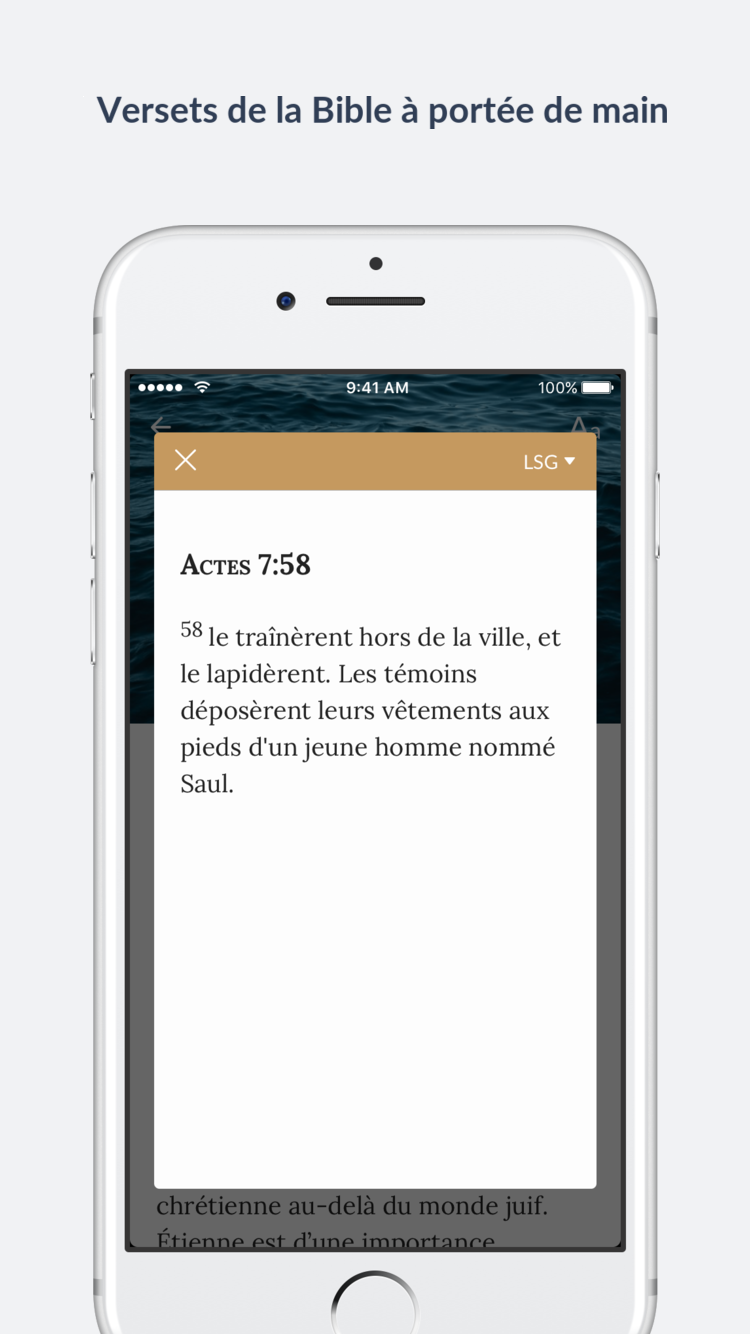 Versets de la Bible à portée de main
9:41 AM
100%
Aa
LSG
Actes 7:58
58 le traînèrent hors de la ville, et
le lapidèrent. Les témoins
déposèrent leurs vêtements aux
pieds d'un jeune homme nommé
Saul.
chrétienne au-delà du monde juif.
Étienne est d’une importance